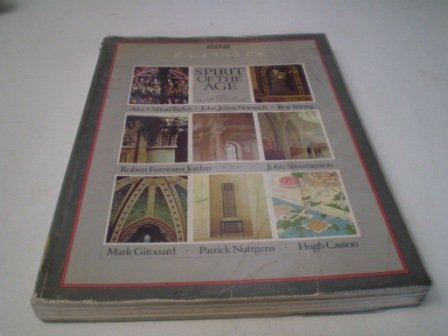 BBC
CLASSICS
SPIRIT
OF THE
AGE
Alec Clifton-Taylor · John Julius Norwich · Roy Strong
Robert Furneaux Jordan · John Summerson
Mark Girouard · Patrick Nuttgens · Hugh Casson